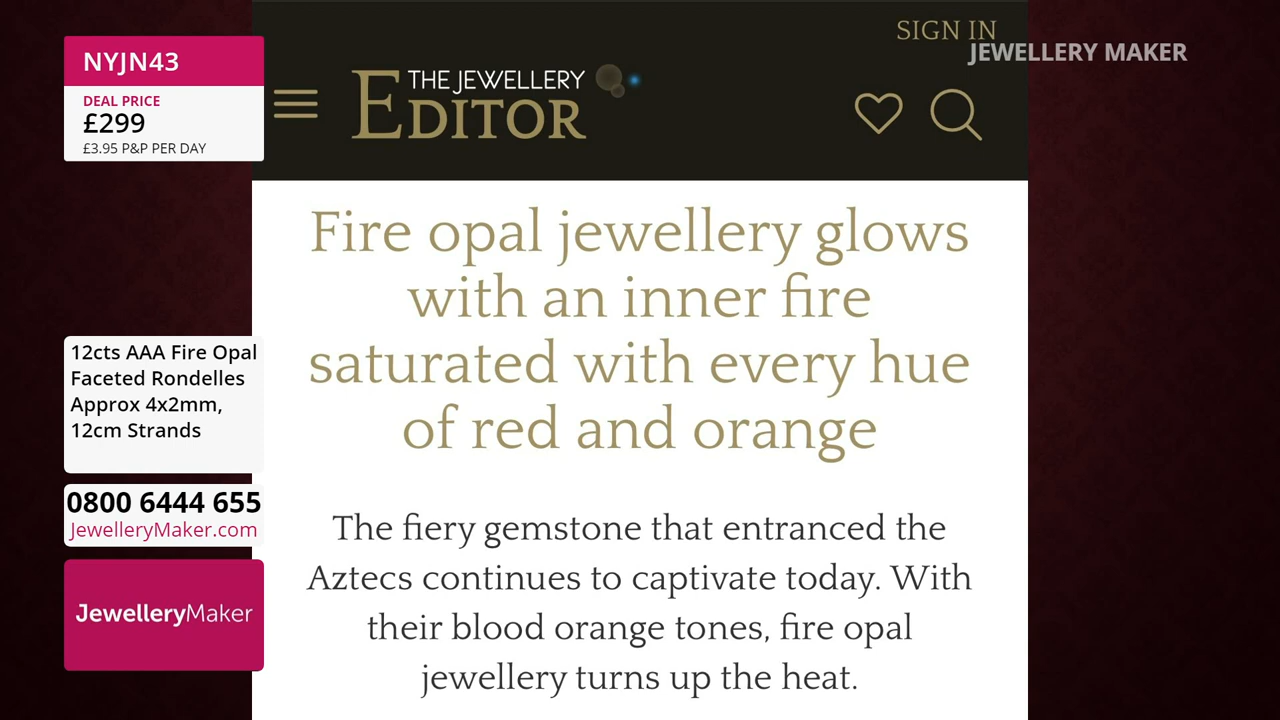 NYJN43
DEAL PRICE
£299
£3.95 P&P PER DAY
12cts AAA Fire Opal
Faceted Rondelles
Approx 4x2mm,
12cm Strands
0800 6444 655
JewelleryMaker.com
JewelleryMaker
SIGN IN
JEWELLERY MAKER
THE JEWELLERY
EDITOR
Fire opal jewellery glows
with an inner fire
saturated with every hue
of red and orange
The fiery gemstone that entranced the
Aztecs continues to captivate today. With
their blood orange tones, fire opal
jewellery turns up the heat.